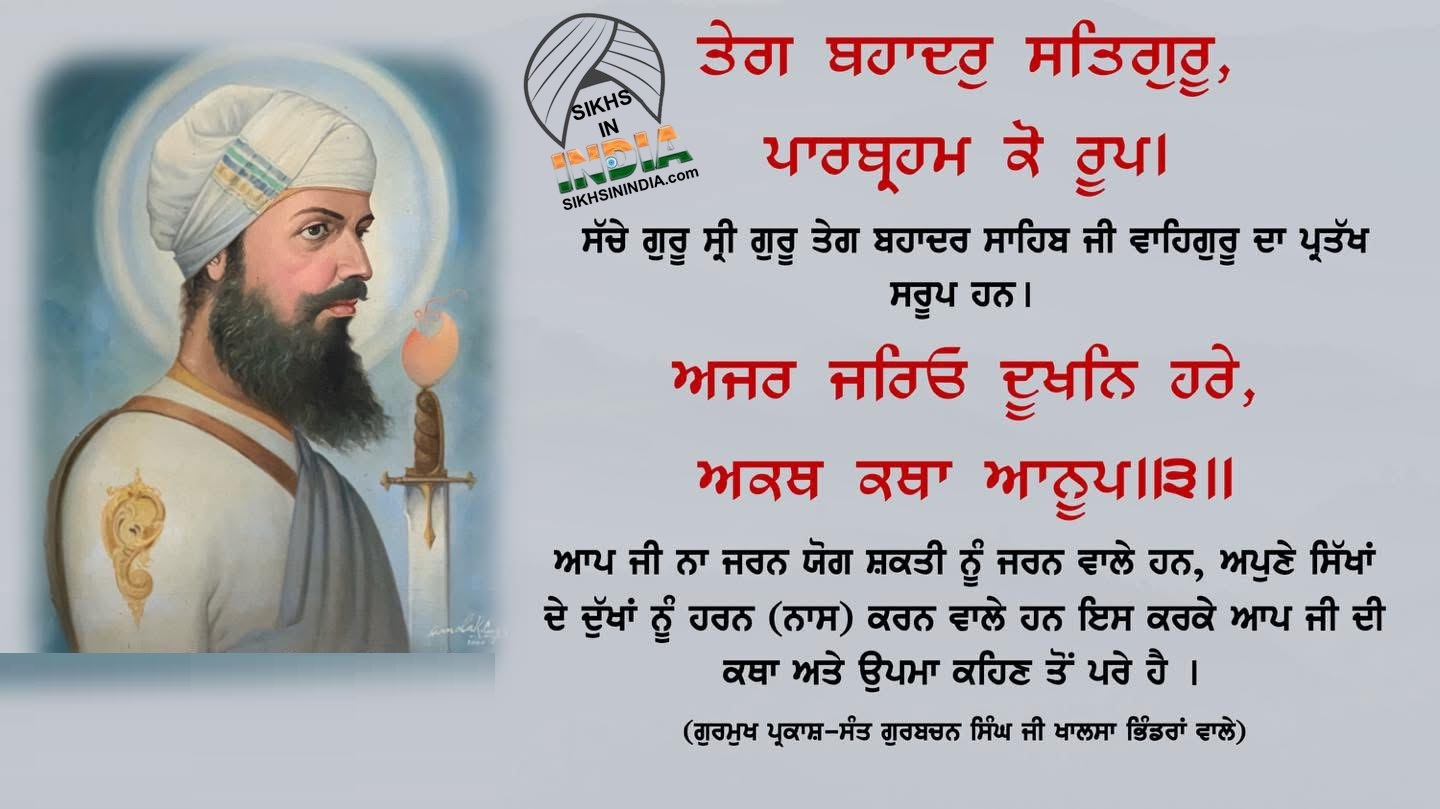 SIKHS
IN
INDIA
SIKHSININDIA.com
ਤੇਗ ਬਹਾਦਰੁ ਸਤਿਗੁਰੂ,
ਪਾਰਬ੍ਰਹਮ ਕੋ ਰੂਪ।
ਸੱਚੇ ਗੁਰੂ ਸ੍ਰੀ ਗੁਰੂ ਤੇਗ ਬਹਾਦਰ ਸਾਹਿਬ ਜੀ ਵਾਹਿਗੁਰੂ ਦਾ ਪ੍ਰਤੱਖ
ਸਰੂਪ ਹਨ।
ਅਜਰ ਜਰਿਓ ਦੂਖਨਿ ਹਰੇ,
ਅਕਥ ਕਥਾ ਆਨੂਪ॥੩॥
ਆਪ ਜੀ ਨਾ ਜਰਨ ਯੋਗ ਸ਼ਕਤੀ ਨੂੰ ਜਰਨ ਵਾਲੇ ਹਨ, ਅਪੁਣੇ ਸਿੱਖਾਂ
ਦੇ ਦੁੱਖਾਂ ਨੂੰ ਹਰਨ (ਨਾਸ) ਕਰਨ ਵਾਲੇ ਹਨ ਇਸ ਕਰਕੇ ਆਪ ਜੀ ਦੀ
ਕਥਾ ਅਤੇ ਉਪਮਾ ਕਹਿਣ ਤੋਂ ਪਰੇ ਹੈ ।
(ਗੁਰਮੁਖ ਪ੍ਰਕਾਸ਼-ਸੰਤ ਗੁਰਬਚਨ ਸਿੰਘ ਜੀ ਖਾਲਸਾ ਭਿੰਡਰਾਂ ਵਾਲੇ)